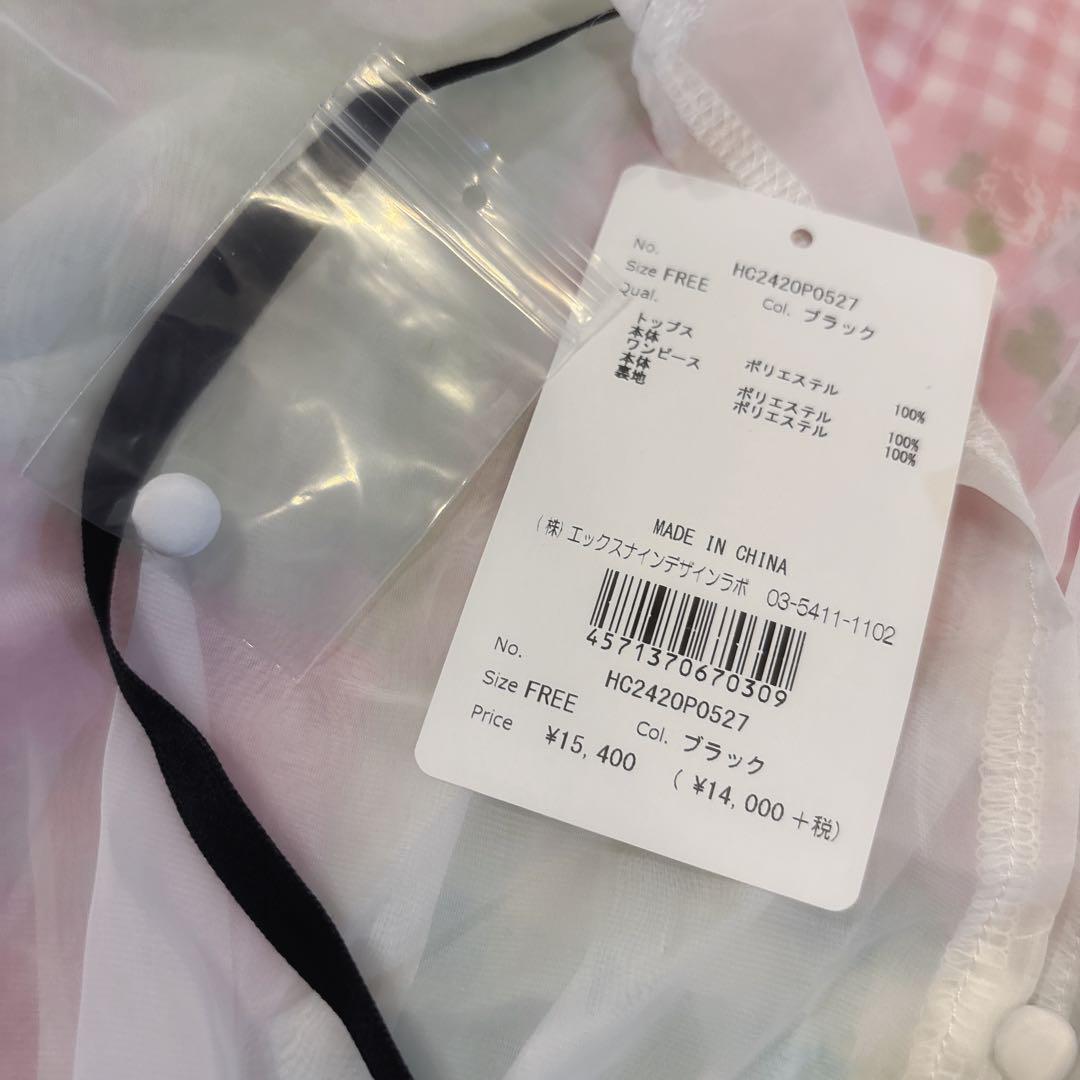 No. HC2420P0527
Size FREE Col. ブラック
Qual.
トップス
本体 ポリエステル 100%
ワンピース
本体 ポリエステル 100%
裏地 ポリエステル 100%
MADE IN CHINA
(株)エックスナインデザインラボ 03-5411-1102
4571370670309
No. HC2420P0527
Size FREE Col. ブラック
Price ¥15,400 (¥14,000+税)